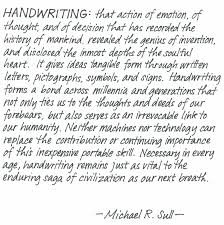 HANDWRITING: that action of emotion, of
thought, and of decision that has recorded the
history of mankind, revealed the genius of invention,
and disclosed the inmost depths of the soulful
heart. It gives ideas tangible form through written
letters, pictographs, symbols, and signs. Handwriting
forms a bond across millennia and generations that
not only ties us to the thoughts and deeds of our
forebears, but also serves as an irrevocable link to
our humanity. Neither machines nor technology can
replace the contribution or continuing importance
of this inexpensive portable skill. Necessary in every
age, handwriting remains just as vital to the
enduring saga of civilization as our next breath.
—Michael R. Sull—